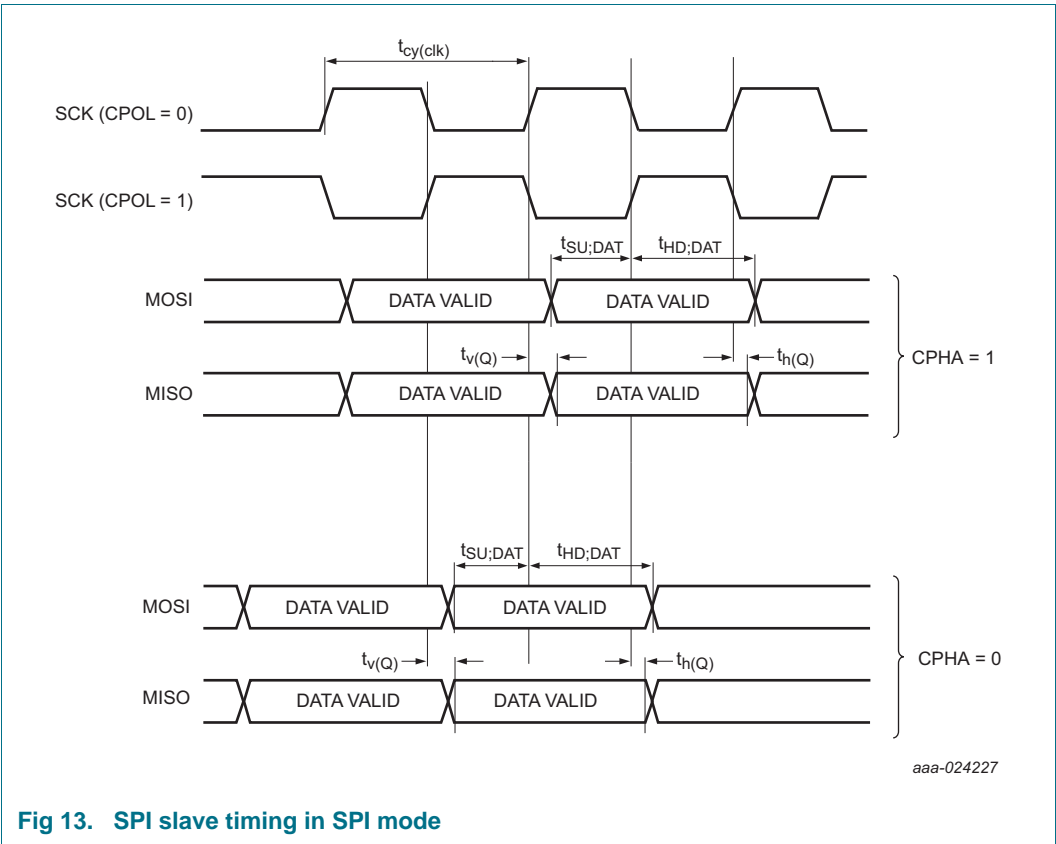 tcy(clk)
SCK (CPOL = 0)
SCK (CPOL = 1)
tSU;DAT tHD;DAT
MOSI DATA VALID DATA VALID
tv(Q) th(Q) CPHA = 1
MISO DATA VALID DATA VALID
tSU;DAT tHD;DAT
MOSI DATA VALID DATA VALID
tv(Q) th(Q) CPHA = 0
MISO DATA VALID DATA VALID
aaa-024227
Fig 13. SPI slave timing in SPI mode